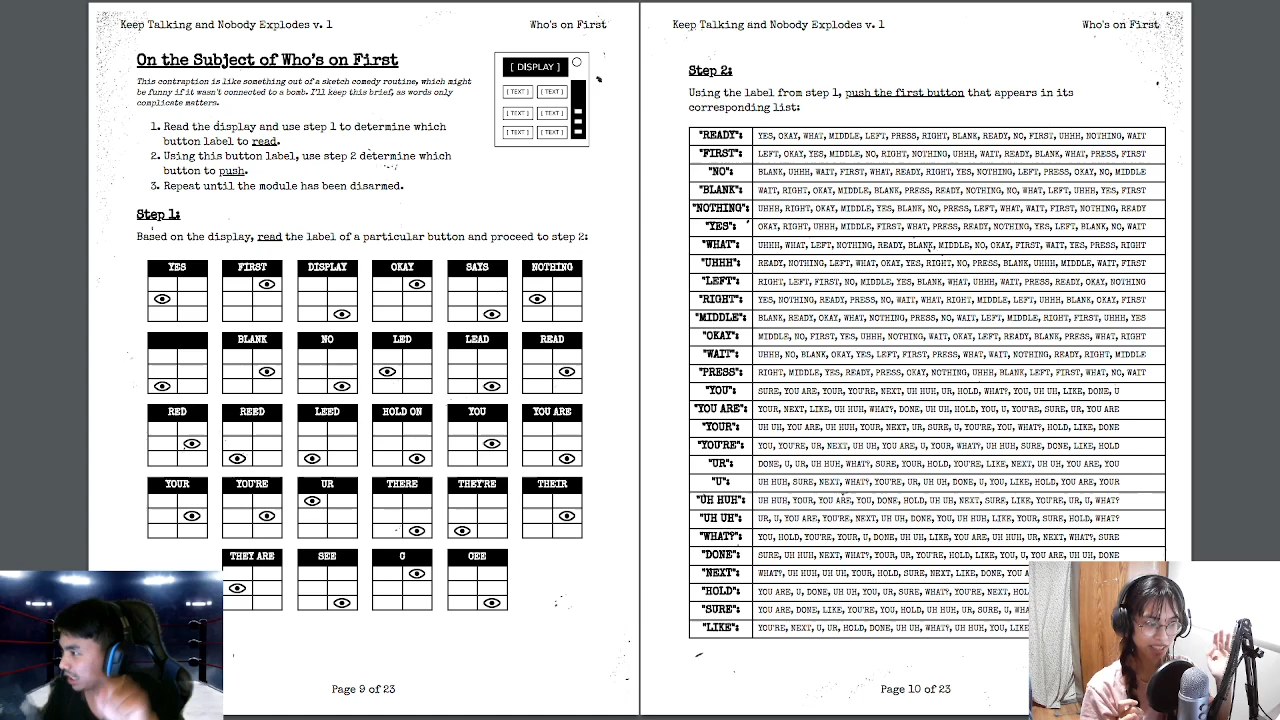 Keep Talking and Nobody Explodes v. 1
Who's on First
On the Subject of Who's on First
This contraption is like something out of a sketch comedy routine, which might
be funny if it wasn't connected to a bomb. I'll keep this brief, as words only
complicate matters.
1. Read the display and use step 1 to determine which
button label to read.
2. Using this button label, use step 2 determine which
button to push.
3. Repeat until the module has been disarmed.
[ DISPLAY ]
[ TEXT ] [ TEXT ]
[ TEXT ] [ TEXT ]
[ TEXT ] [ TEXT ]
Step 1:
Based on the display, read the label of a particular button and proceed to step 2:
YES FIRST DISPLAY OKAY SAYS NOTHING
BLANK NO LED LEAD READ
RED REED LEED HOLD ON YOU YOU ARE
YOUR YOU'RE UR THERE THEY'RE THEIR
THEY ARE SEE C CEE
Page 9 of 23
Keep Talking and Nobody Explodes v. 1
Who's on First
Step 2:
Using the label from step 1, push the first button that appears in its
corresponding list:
"READY": YES, OKAY, WHAT, MIDDLE, LEFT, PRESS, RIGHT, BLANK, READY, NO, FIRST, UHHH, NOTHING, WAIT
"FIRST": LEFT, OKAY, YES, MIDDLE, NO, RIGHT, NOTHING, UHHH, WAIT, READY, BLANK, WHAT, PRESS, FIRST
"NO": BLANK, UHHH, WAIT, FIRST, WHAT, READY, RIGHT, YES, NOTHING, LEFT, PRESS, OKAY, NO, MIDDLE
"BLANK": WAIT, RIGHT, OKAY, MIDDLE, BLANK, PRESS, READY, NOTHING, NO, WHAT, LEFT, UHHH, YES, FIRST
"NOTHING": UHHH, RIGHT, OKAY, MIDDLE, YES, BLANK, NO, PRESS, LEFT, WHAT, WAIT, FIRST, NOTHING, READY
"YES": OKAY, RIGHT, UHHH, MIDDLE, FIRST, WHAT, PRESS, READY, NOTHING, YES, LEFT, BLANK, NO, WAIT
"WHAT": UHHH, WHAT, LEFT, NOTHING, READY, BLANK, MIDDLE, NO, OKAY, FIRST, WAIT, YES, PRESS, RIGHT
"UHHH": READY, NOTHING, LEFT, WHAT, OKAY, YES, RIGHT, NO, PRESS, BLANK, UHHH, MIDDLE, WAIT, FIRST
"LEFT": RIGHT, LEFT, FIRST, NO, MIDDLE, YES, BLANK, WHAT, UHHH, WAIT, PRESS, READY, OKAY, NOTHING
"RIGHT": YES, NOTHING, READY, PRESS, NO, WAIT, WHAT, RIGHT, MIDDLE, LEFT, UHHH, BLANK, OKAY, FIRST
"MIDDLE": BLANK, READY, OKAY, WHAT, NOTHING, PRESS, NO, WAIT, LEFT, MIDDLE, RIGHT, FIRST, UHHH, YES
"OKAY": MIDDLE, NO, FIRST, YES, UHHH, NOTHING, WAIT, OKAY, LEFT, READY, BLANK, PRESS, WHAT, RIGHT
"WAIT": UHHH, NO, BLANK, OKAY, YES, LEFT, FIRST, PRESS, WHAT, WAIT, NOTHING, READY, RIGHT, MIDDLE
"PRESS": RIGHT, MIDDLE, YES, READY, PRESS, OKAY, NOTHING, UHHH, BLANK, LEFT, FIRST, WHAT, NO, WAIT
"YOU": SURE, YOU ARE, YOUR, YOU'RE, NEXT, UH HUH, UR, HOLD, WHAT?, YOU, UH UH, LIKE, DONE, U
"YOU ARE": YOUR, NEXT, LIKE, UH HUH, WHAT?, DONE, UH UH, HOLD, YOU, U, YOU'RE, SURE, UR, YOU ARE
"YOUR": UH UH, YOU ARE, UH HUH, YOUR, NEXT, UR, SURE, U, YOU'RE, YOU, WHAT?, HOLD, LIKE, DONE
"YOU'RE": YOU, YOU'RE, UR, NEXT, UH UH, YOU ARE, U, YOUR, WHAT?, UH HUH, SURE, DONE, LIKE, HOLD
"UR": DONE, U, UR, UH HUH, WHAT?, SURE, YOUR, HOLD, YOU'RE, LIKE, NEXT, UH UH, YOU ARE, YOU
"U": UH HUH, SURE, NEXT, WHAT?, YOU'RE, UR, UH UH, DONE, U, YOU, LIKE, HOLD, YOU ARE, YOUR
"UH HUH": UH HUH, YOUR, YOU ARE, YOU, DONE, HOLD, UH UH, NEXT, SURE, LIKE, YOU'RE, UR, U, WHAT?
"UH UH": UR, U, YOU ARE, YOU'RE, NEXT, UH UH, DONE, YOU, UH HUH, LIKE, YOUR, SURE, HOLD, WHAT?
"WHAT?": YOU, HOLD, YOU'RE, YOUR, U, DONE, UH UH, LIKE, YOU ARE, UH HUH, UR, NEXT, WHAT?, SURE
"DONE": SURE, UH HUH, NEXT, WHAT?, YOUR, UR, YOU'RE, HOLD, LIKE, YOU, U, YOU ARE, UH UH, DONE
"NEXT": WHAT?, UH HUH, UH UH, YOUR, HOLD, SURE, NEXT, LIKE, DONE, YOU A
"HOLD": YOU ARE, U, DONE, UH UH, YOU, UR, SURE, WHAT?, YOU'RE, NEXT, HOL
"SURE": YOU ARE, DONE, LIKE, YOU'RE, YOU, HOLD, UH HUH, UR, SURE, U, WHA
"LIKE": YOU'RE, NEXT, U, UR, HOLD, DONE, UH UH, WHAT?, UH HUH, YOU, LIKE,
Page 10 of 23